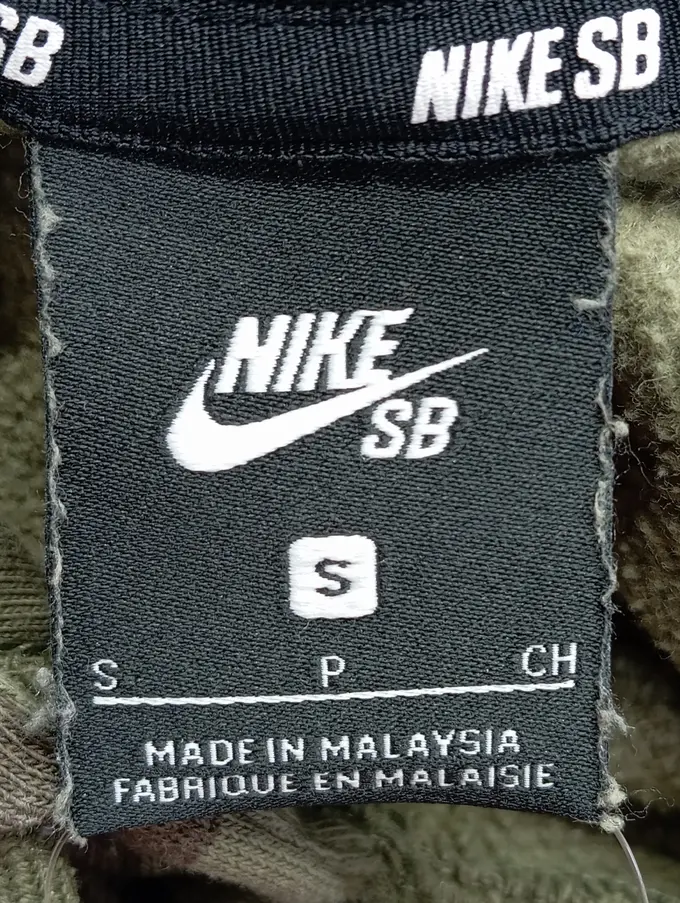 SB NIKE SB
NIKE
SB
S
S P CH
MADE IN MALAYSIA
FABRIQUE EN MALAISIE